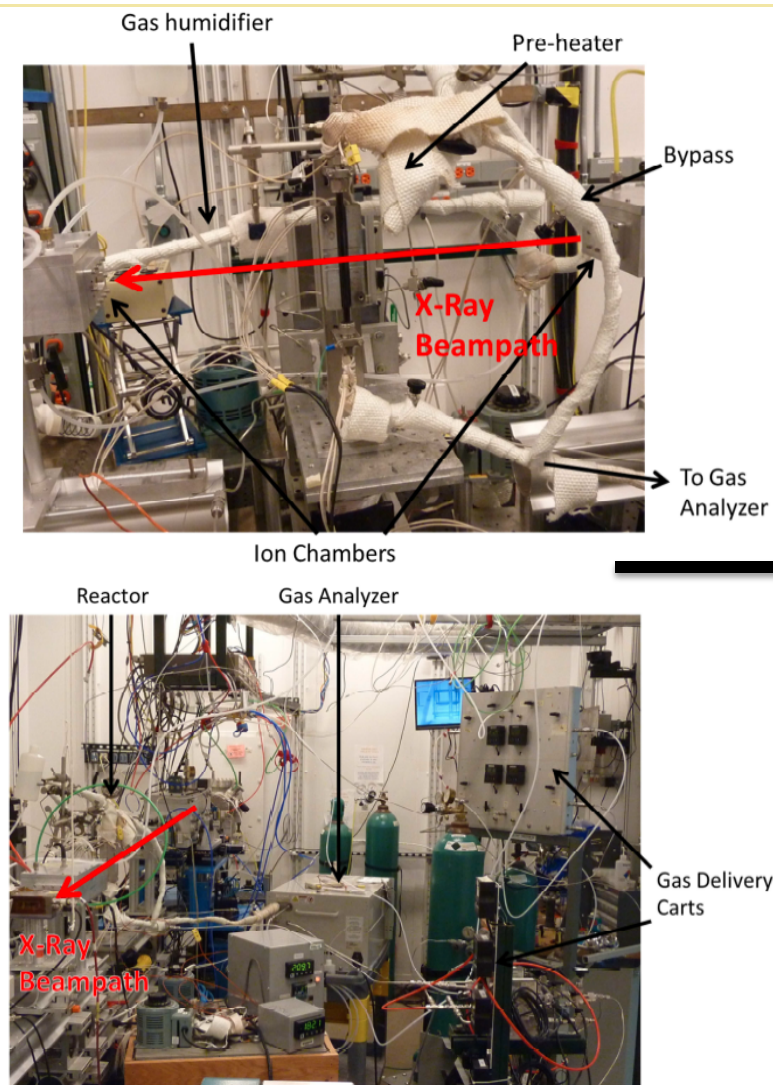 Gas humidifier
Pre-heater
Bypass
X-Ray
Beampath
To Gas
Analyzer
Ion Chambers
Reactor
Gas Analyzer
Gas Delivery
Carts
X-Ray
Beampath